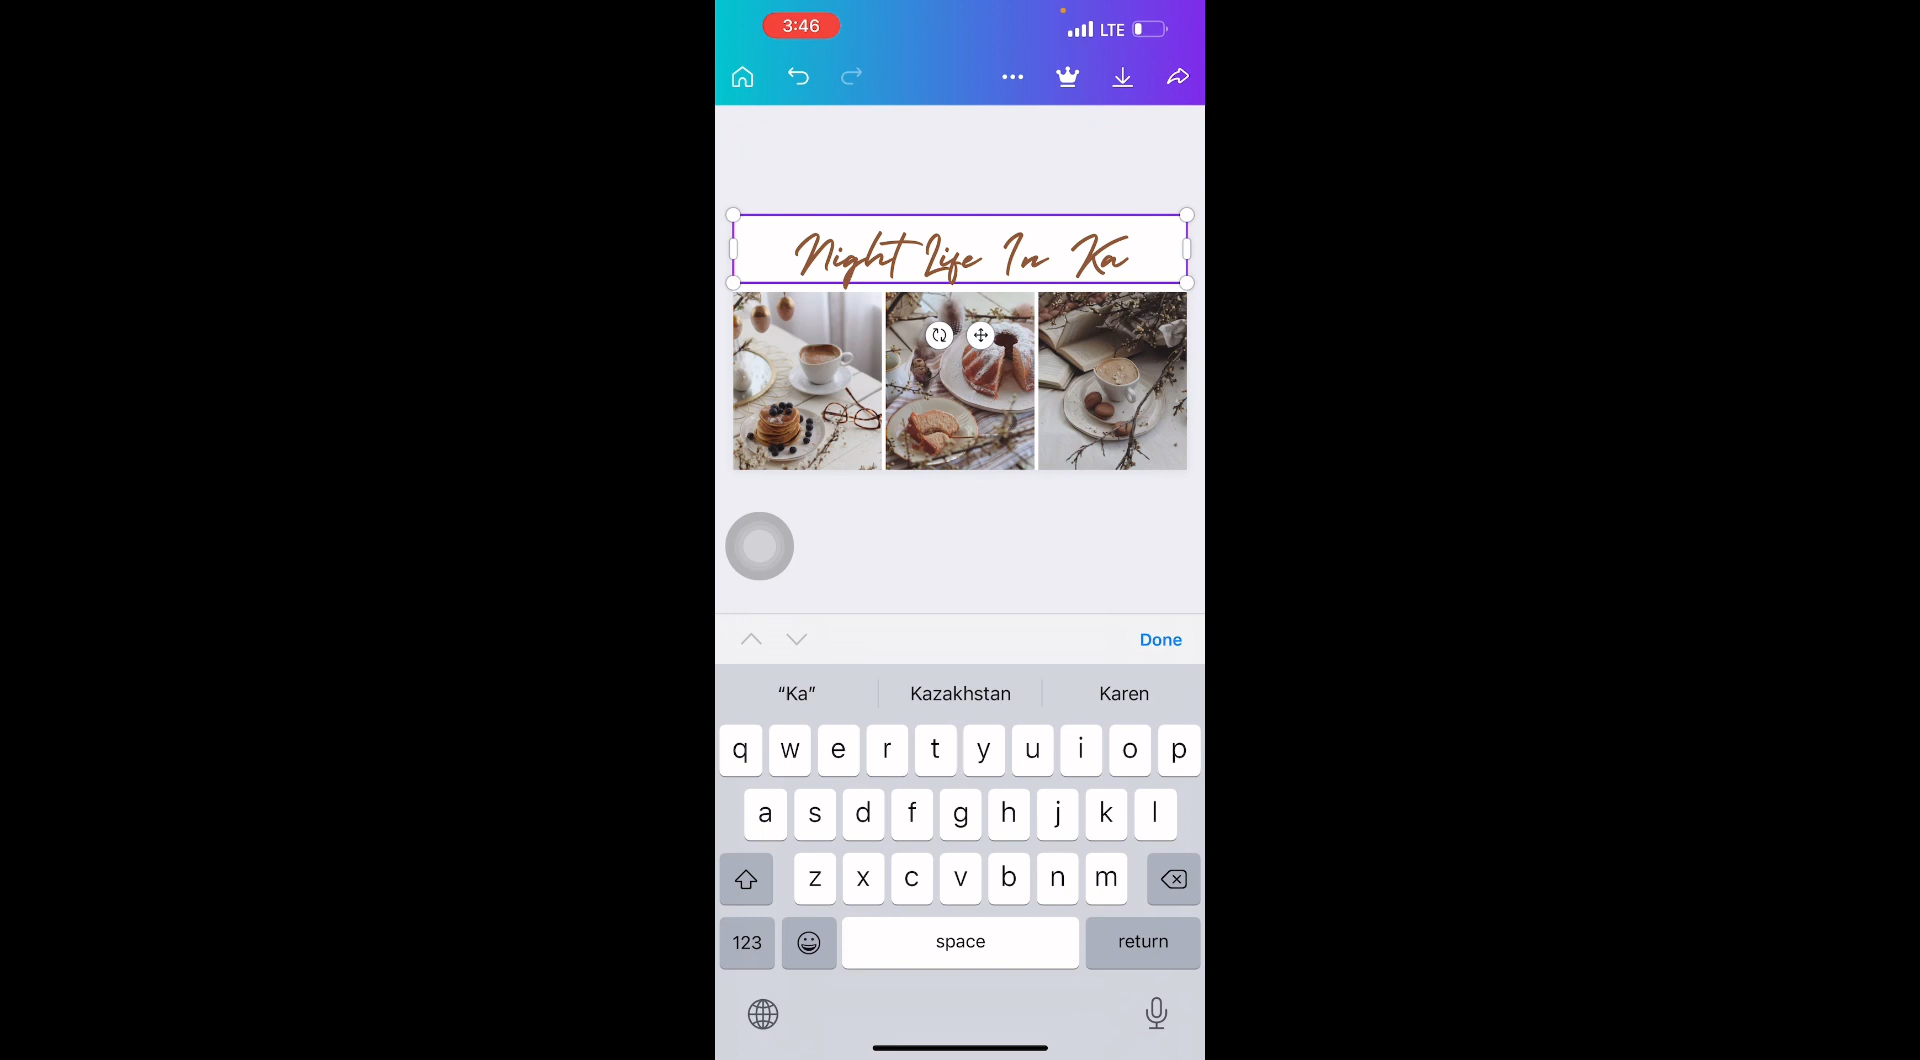 3:46
LTE
Night Life In Ka
Done
“Ka”
Kazakhstan
Karen
q w e r t y u i o p
a s d f g h j k l
z x c v b n m
123
space
return